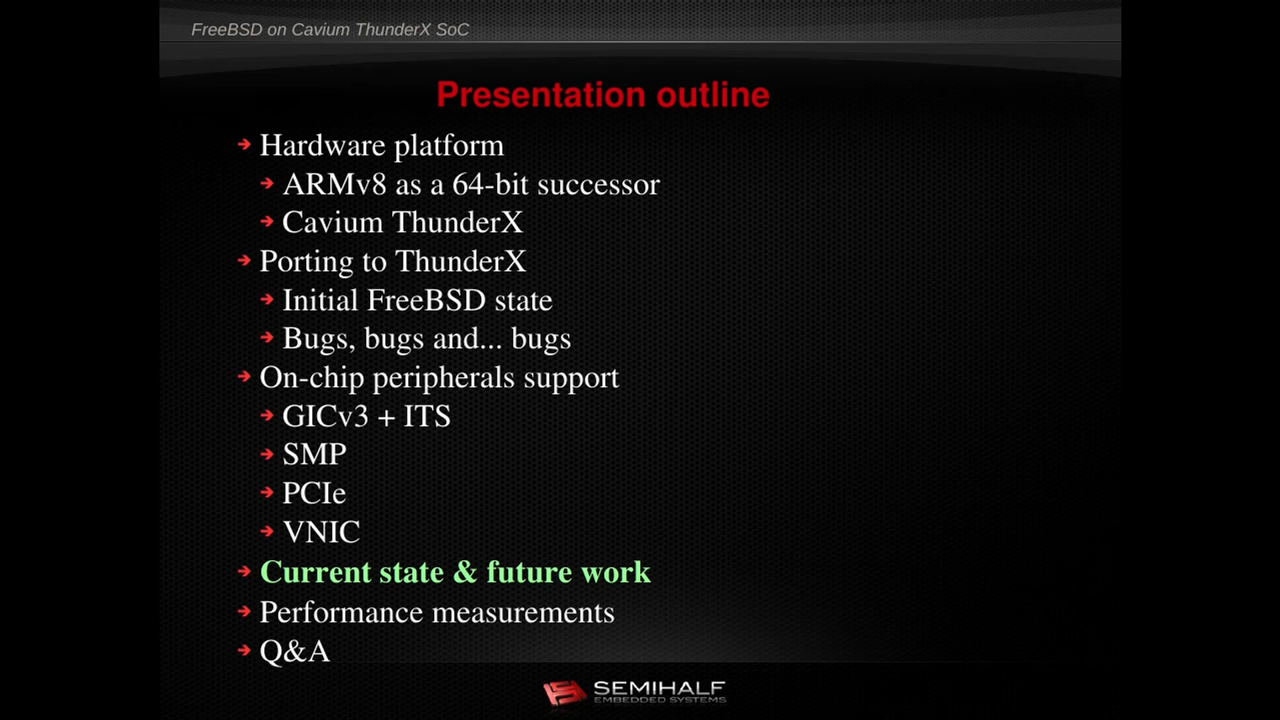 FreeBSD on Cavium ThunderX SoC
Presentation outline
Hardware platform
ARMv8 as a 64-bit successor
Cavium ThunderX
Porting to ThunderX
Initial FreeBSD state
Bugs, bugs and... bugs
On-chip peripherals support
GICv3 + ITS
SMP
PCIe
VNIC
Current state & future work
Performance measurements
Q&A
SEMIHALF
EMBEDDED SYSTEMS